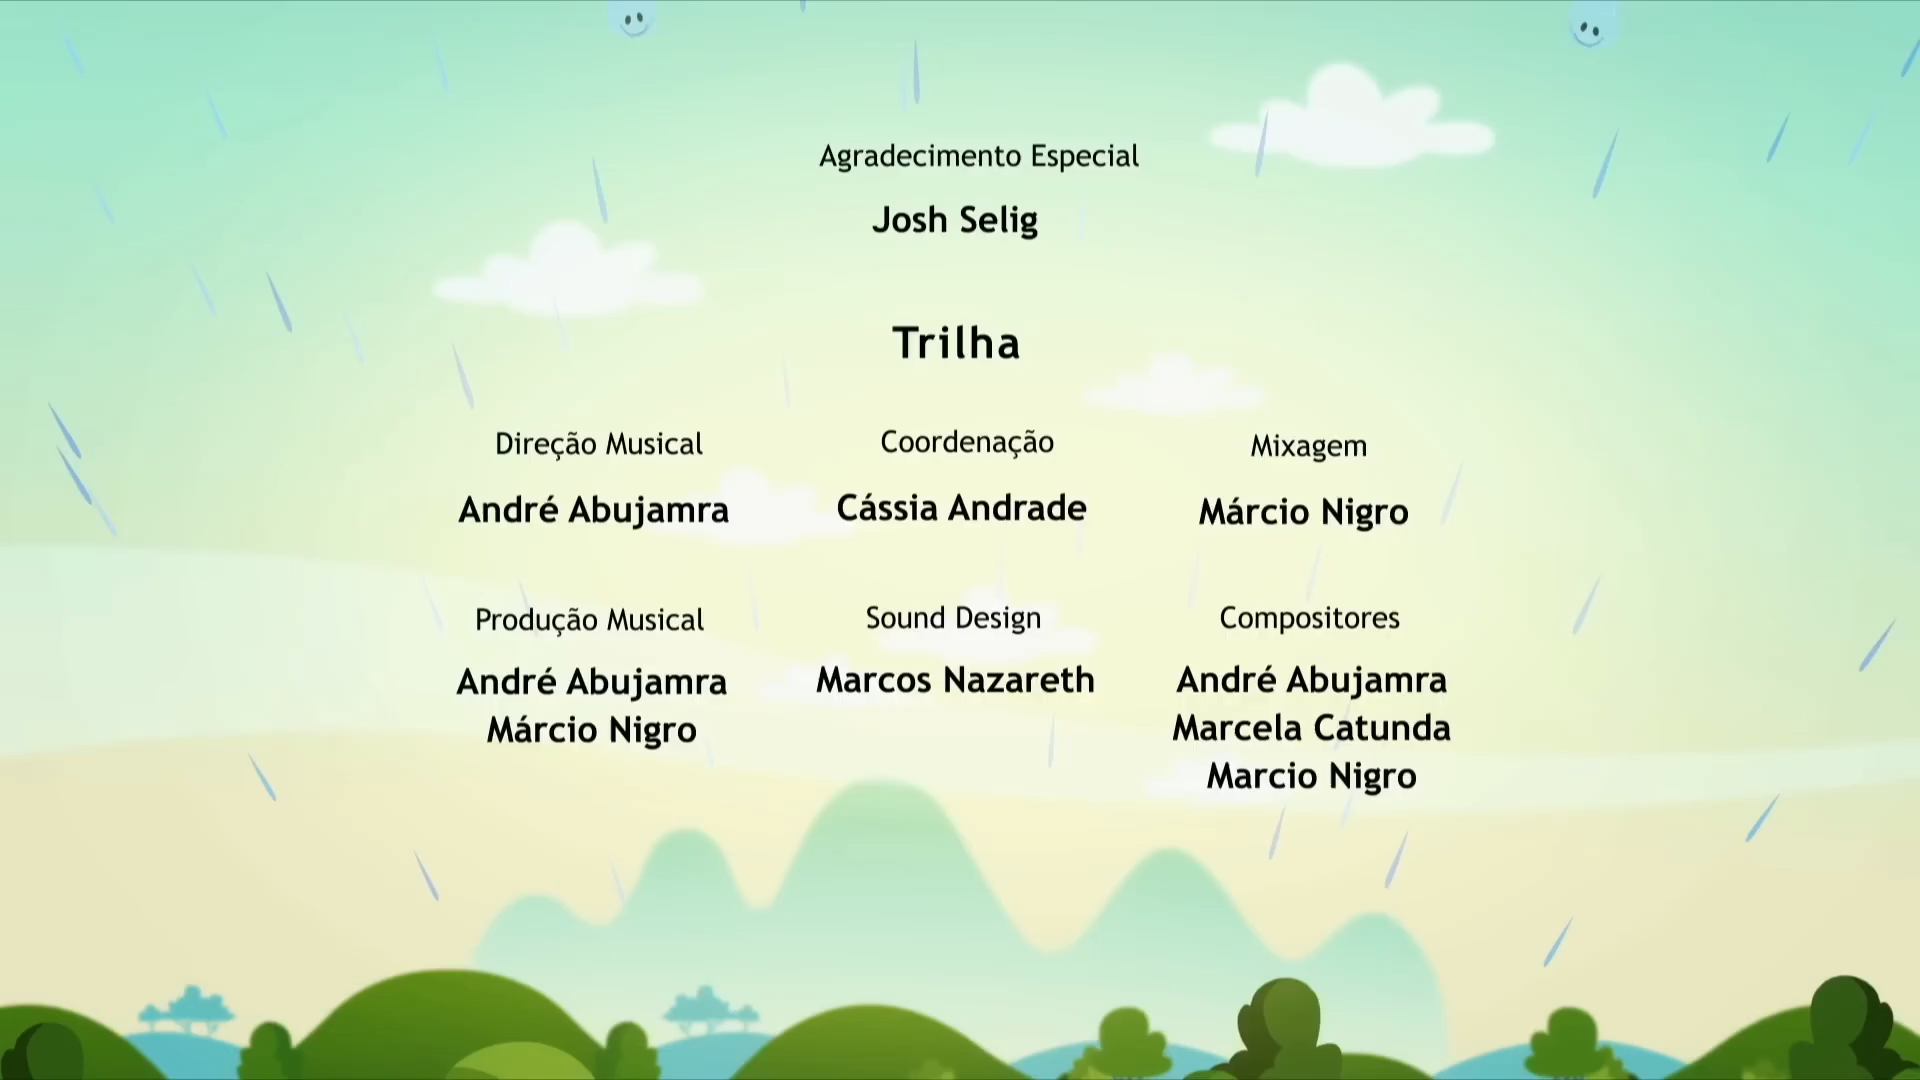 Agradecimento Especial
Josh Selig
Trilha
Direção Musical
André Abujamra
Coordenação
Cássia Andrade
Mixagem
Márcio Nigro
Produção Musical
André Abujamra
Márcio Nigro
Sound Design
Marcos Nazareth
Compositores
André Abujamra
Marcela Catunda
Marcio Nigro